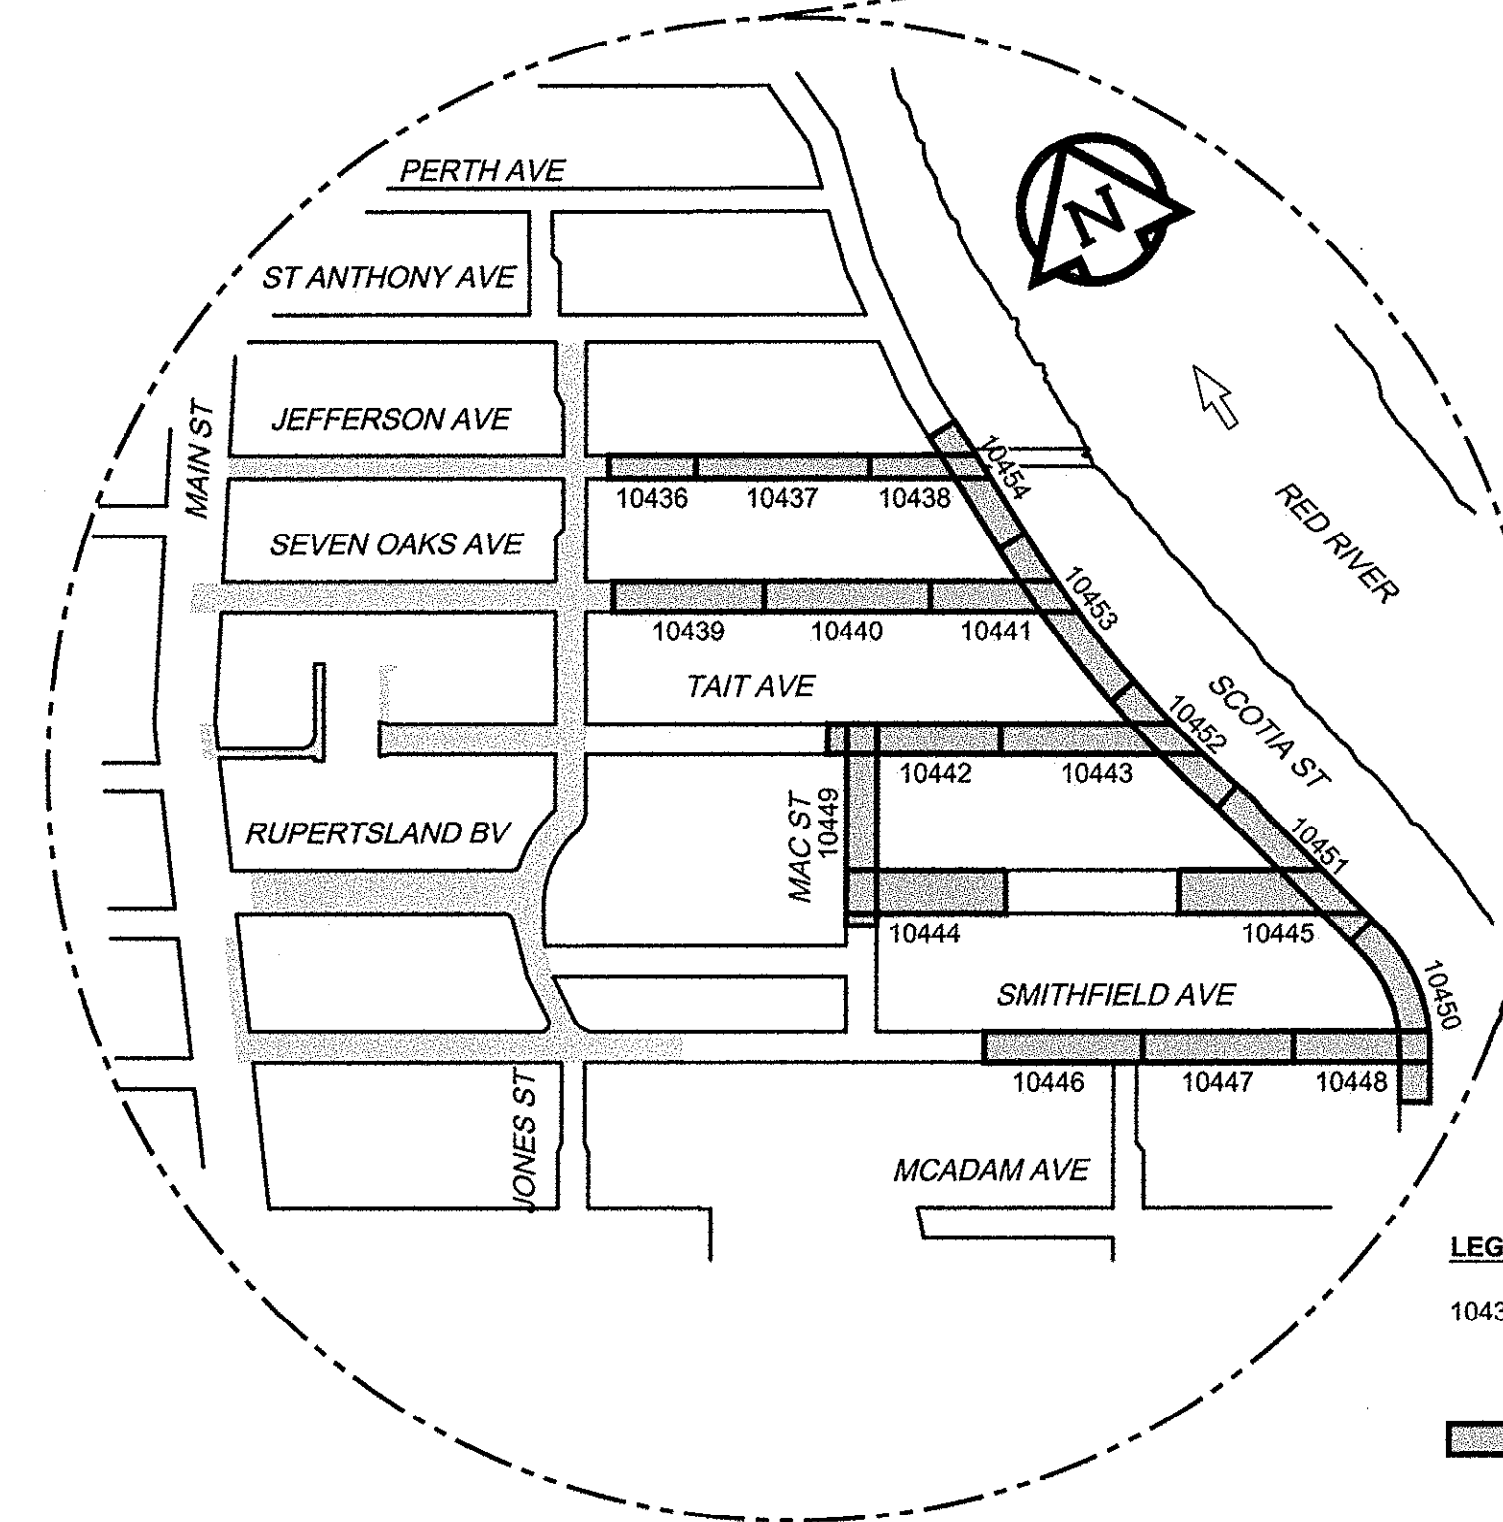 PERTH AVE
N
ST ANTHONY AVE
JEFFERSON AVE
MAIN ST
10454
10436
10437
10438
RED RIVER
SEVEN OAKS AVE
10453
10439
10440
10441
TAIT AVE
SCOTIA ST
10452
10442
10443
MAC ST
10449
RUPERTSLAND BV
10451
10444
10445
SMITHFIELD AVE
10450
10446
10447
10448
JONES ST
MCADAM AVE
LEG
1043